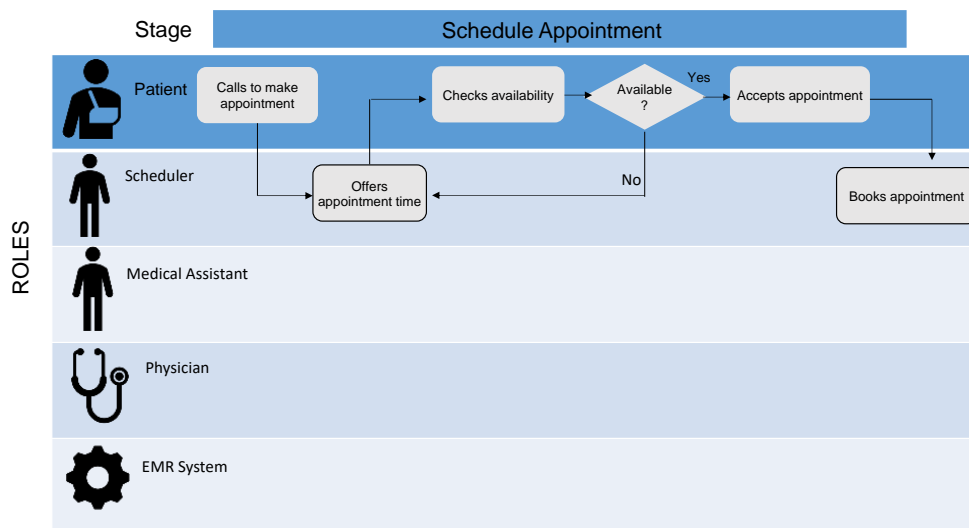 Stage
Schedule Appointment
ROLES
Patient
Calls to make
appointment
Checks availability
Available
?
Yes
Accepts appointment
Scheduler
Offers
appointment time
No
Books appointment
Medical Assistant
Physician
EMR System